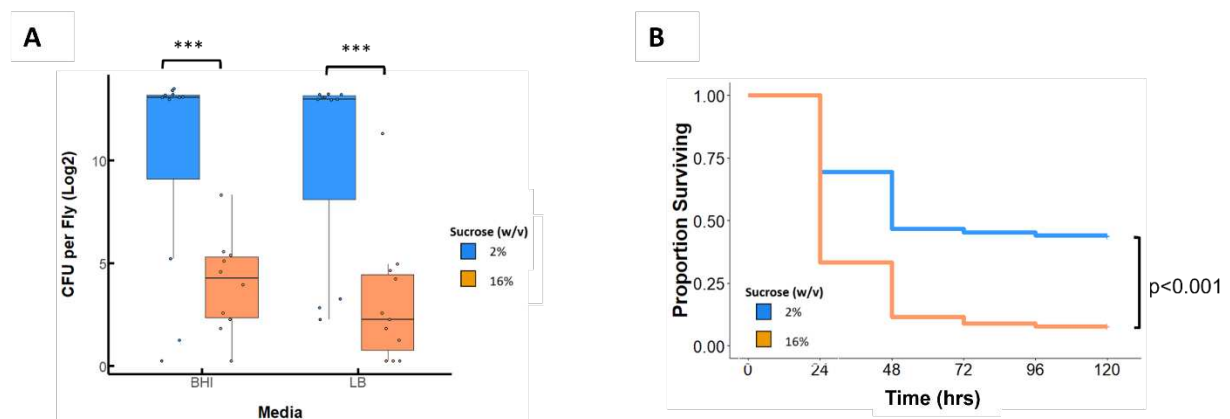 A
***
***
CFU per Fly (Log2)
10
5
0
BHI
LB
Media
Sucrose (w/v)
2%
16%
B
Proportion Surviving
1.00
0.75
0.50
0.25
0.00
0
24
48
72
96
120
Time (hrs)
Sucrose (w/v)
2%
16%
p<0.001